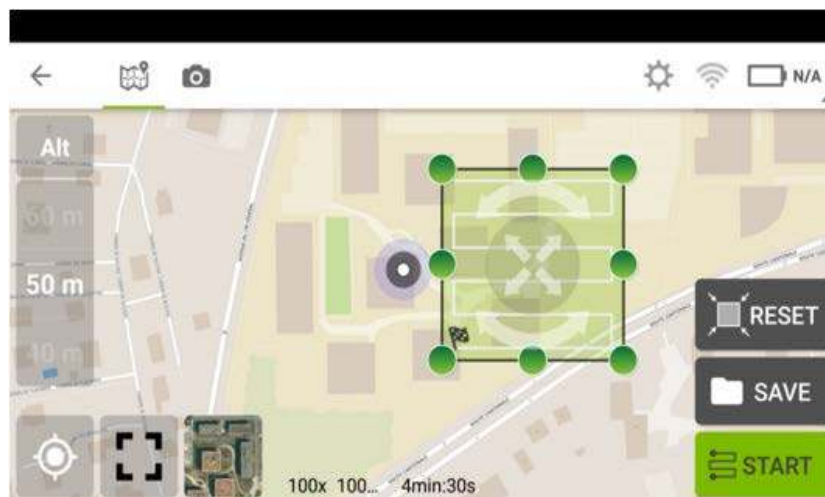 N/A
Alt
60 m
50 m
40 m
RESET
SAVE
START
100x 100... 4min:30s